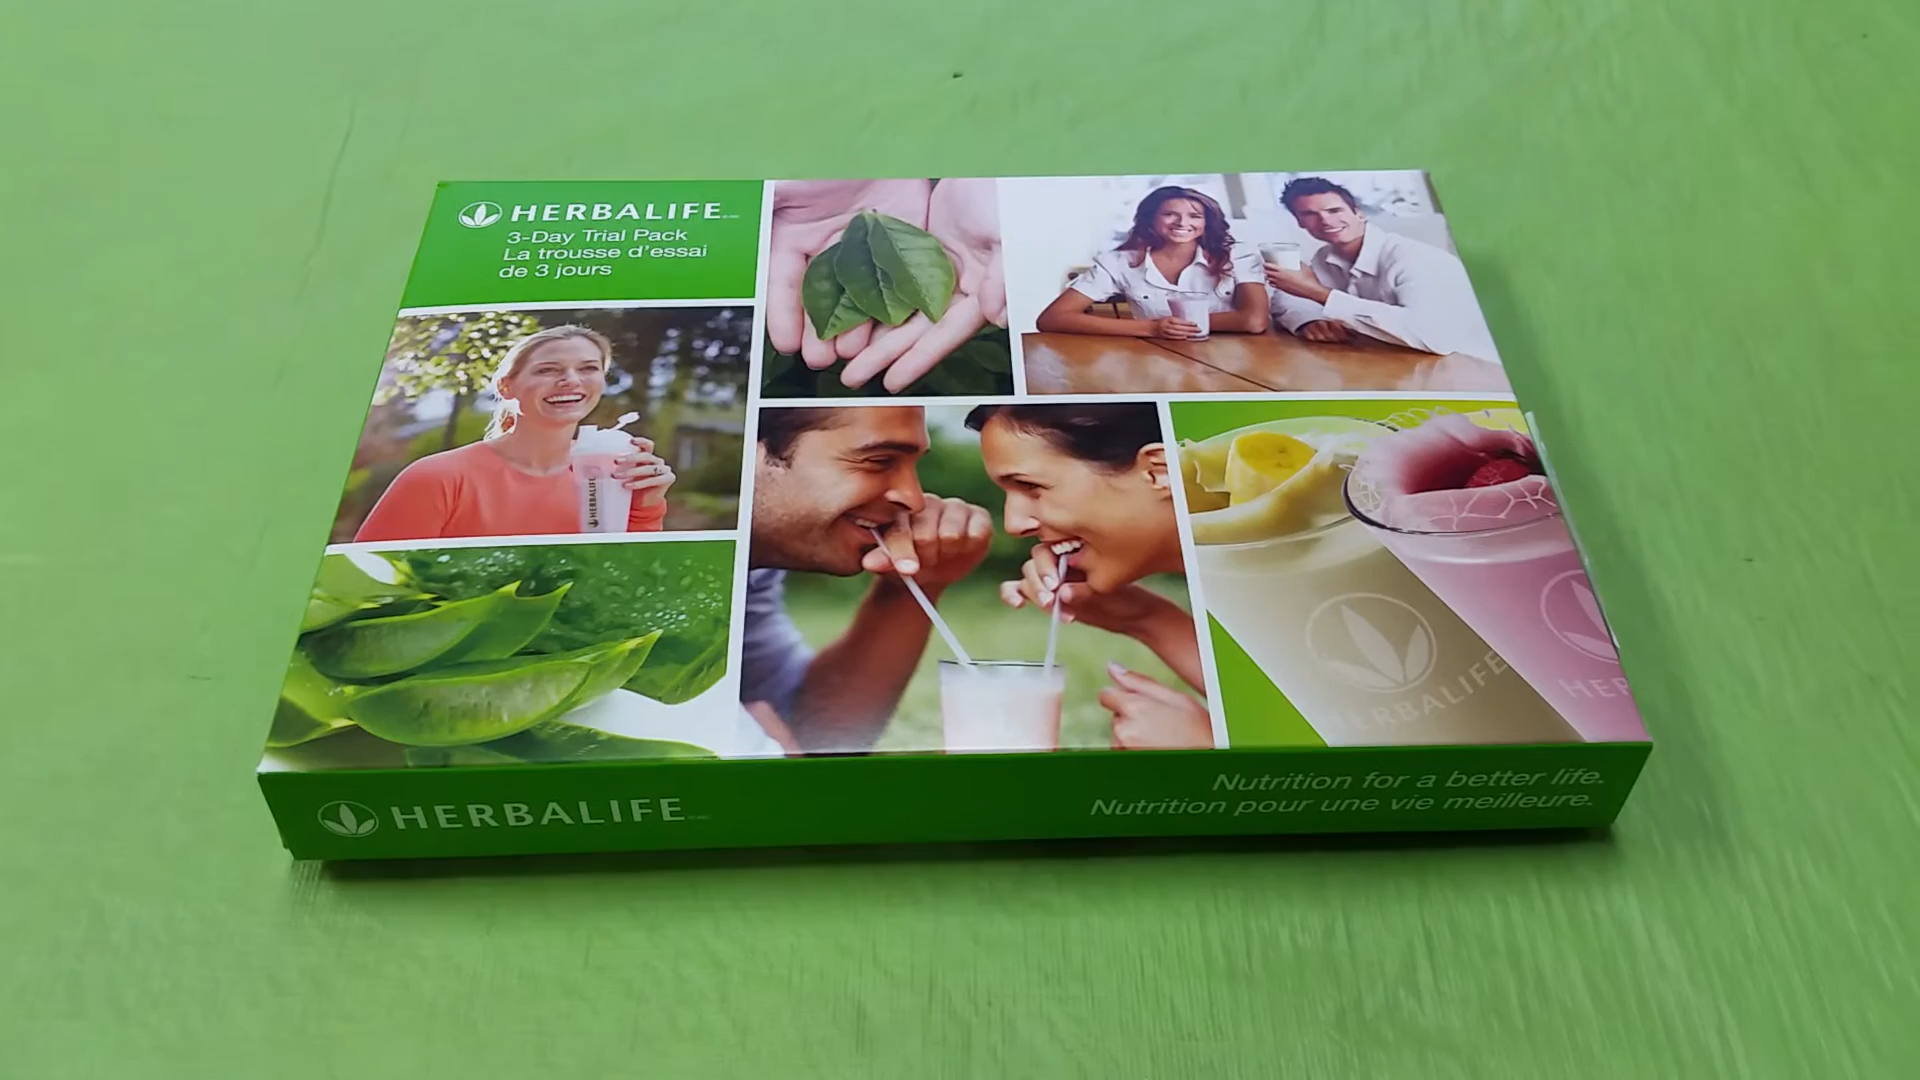 HERBALIFE
3-Day Trial Pack
La trousse d'essai
de 3 jours
HERBALIFE
HERBALIFE
HERBALIFE
Nutrition for a better life.
Nutrition pour une vie meilleure.